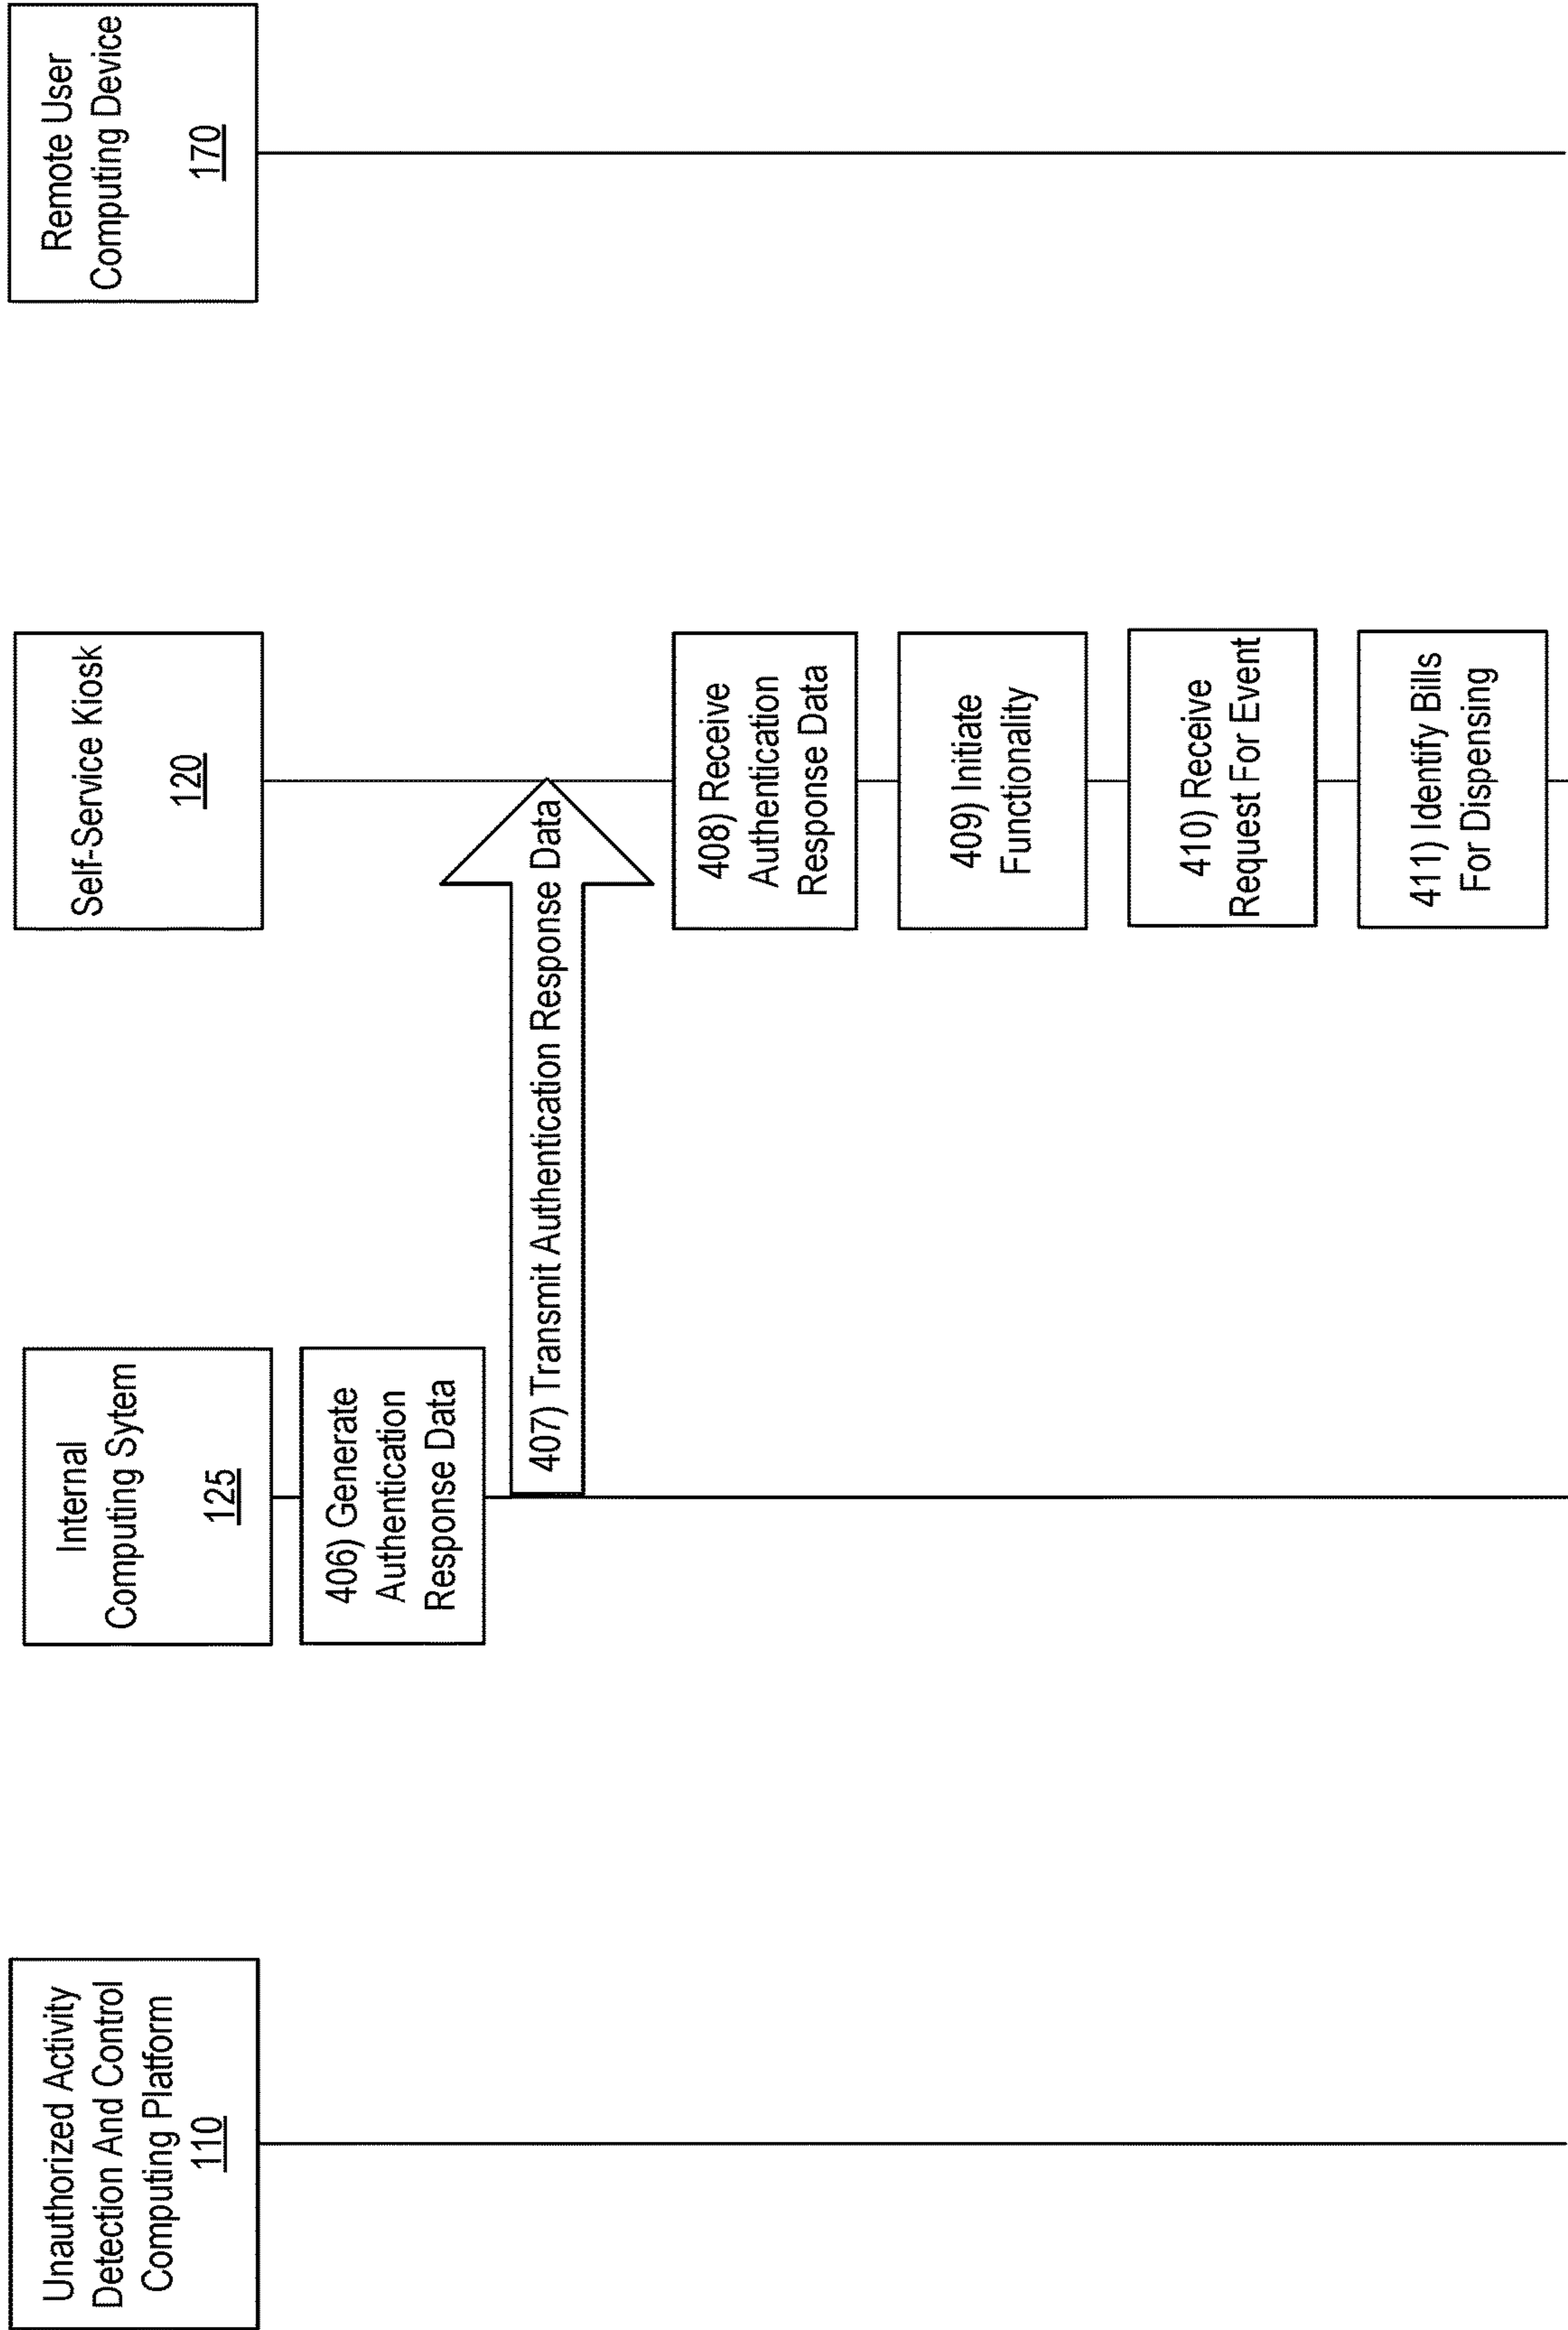 Unauthorized Activity
Detection And Control
Computing Platform
110
Internal
Computing Sytem
125
Self-Service Kiosk
120
Remote User
Computing Device
170
406) Generate
Authentication
Response Data
407) Transmit Authentication Response Data
408) Receive
Authentication
Response Data
409) Initiate
Functionality
410) Receive
Request For Event
411) Identify Bills
For Dispensing